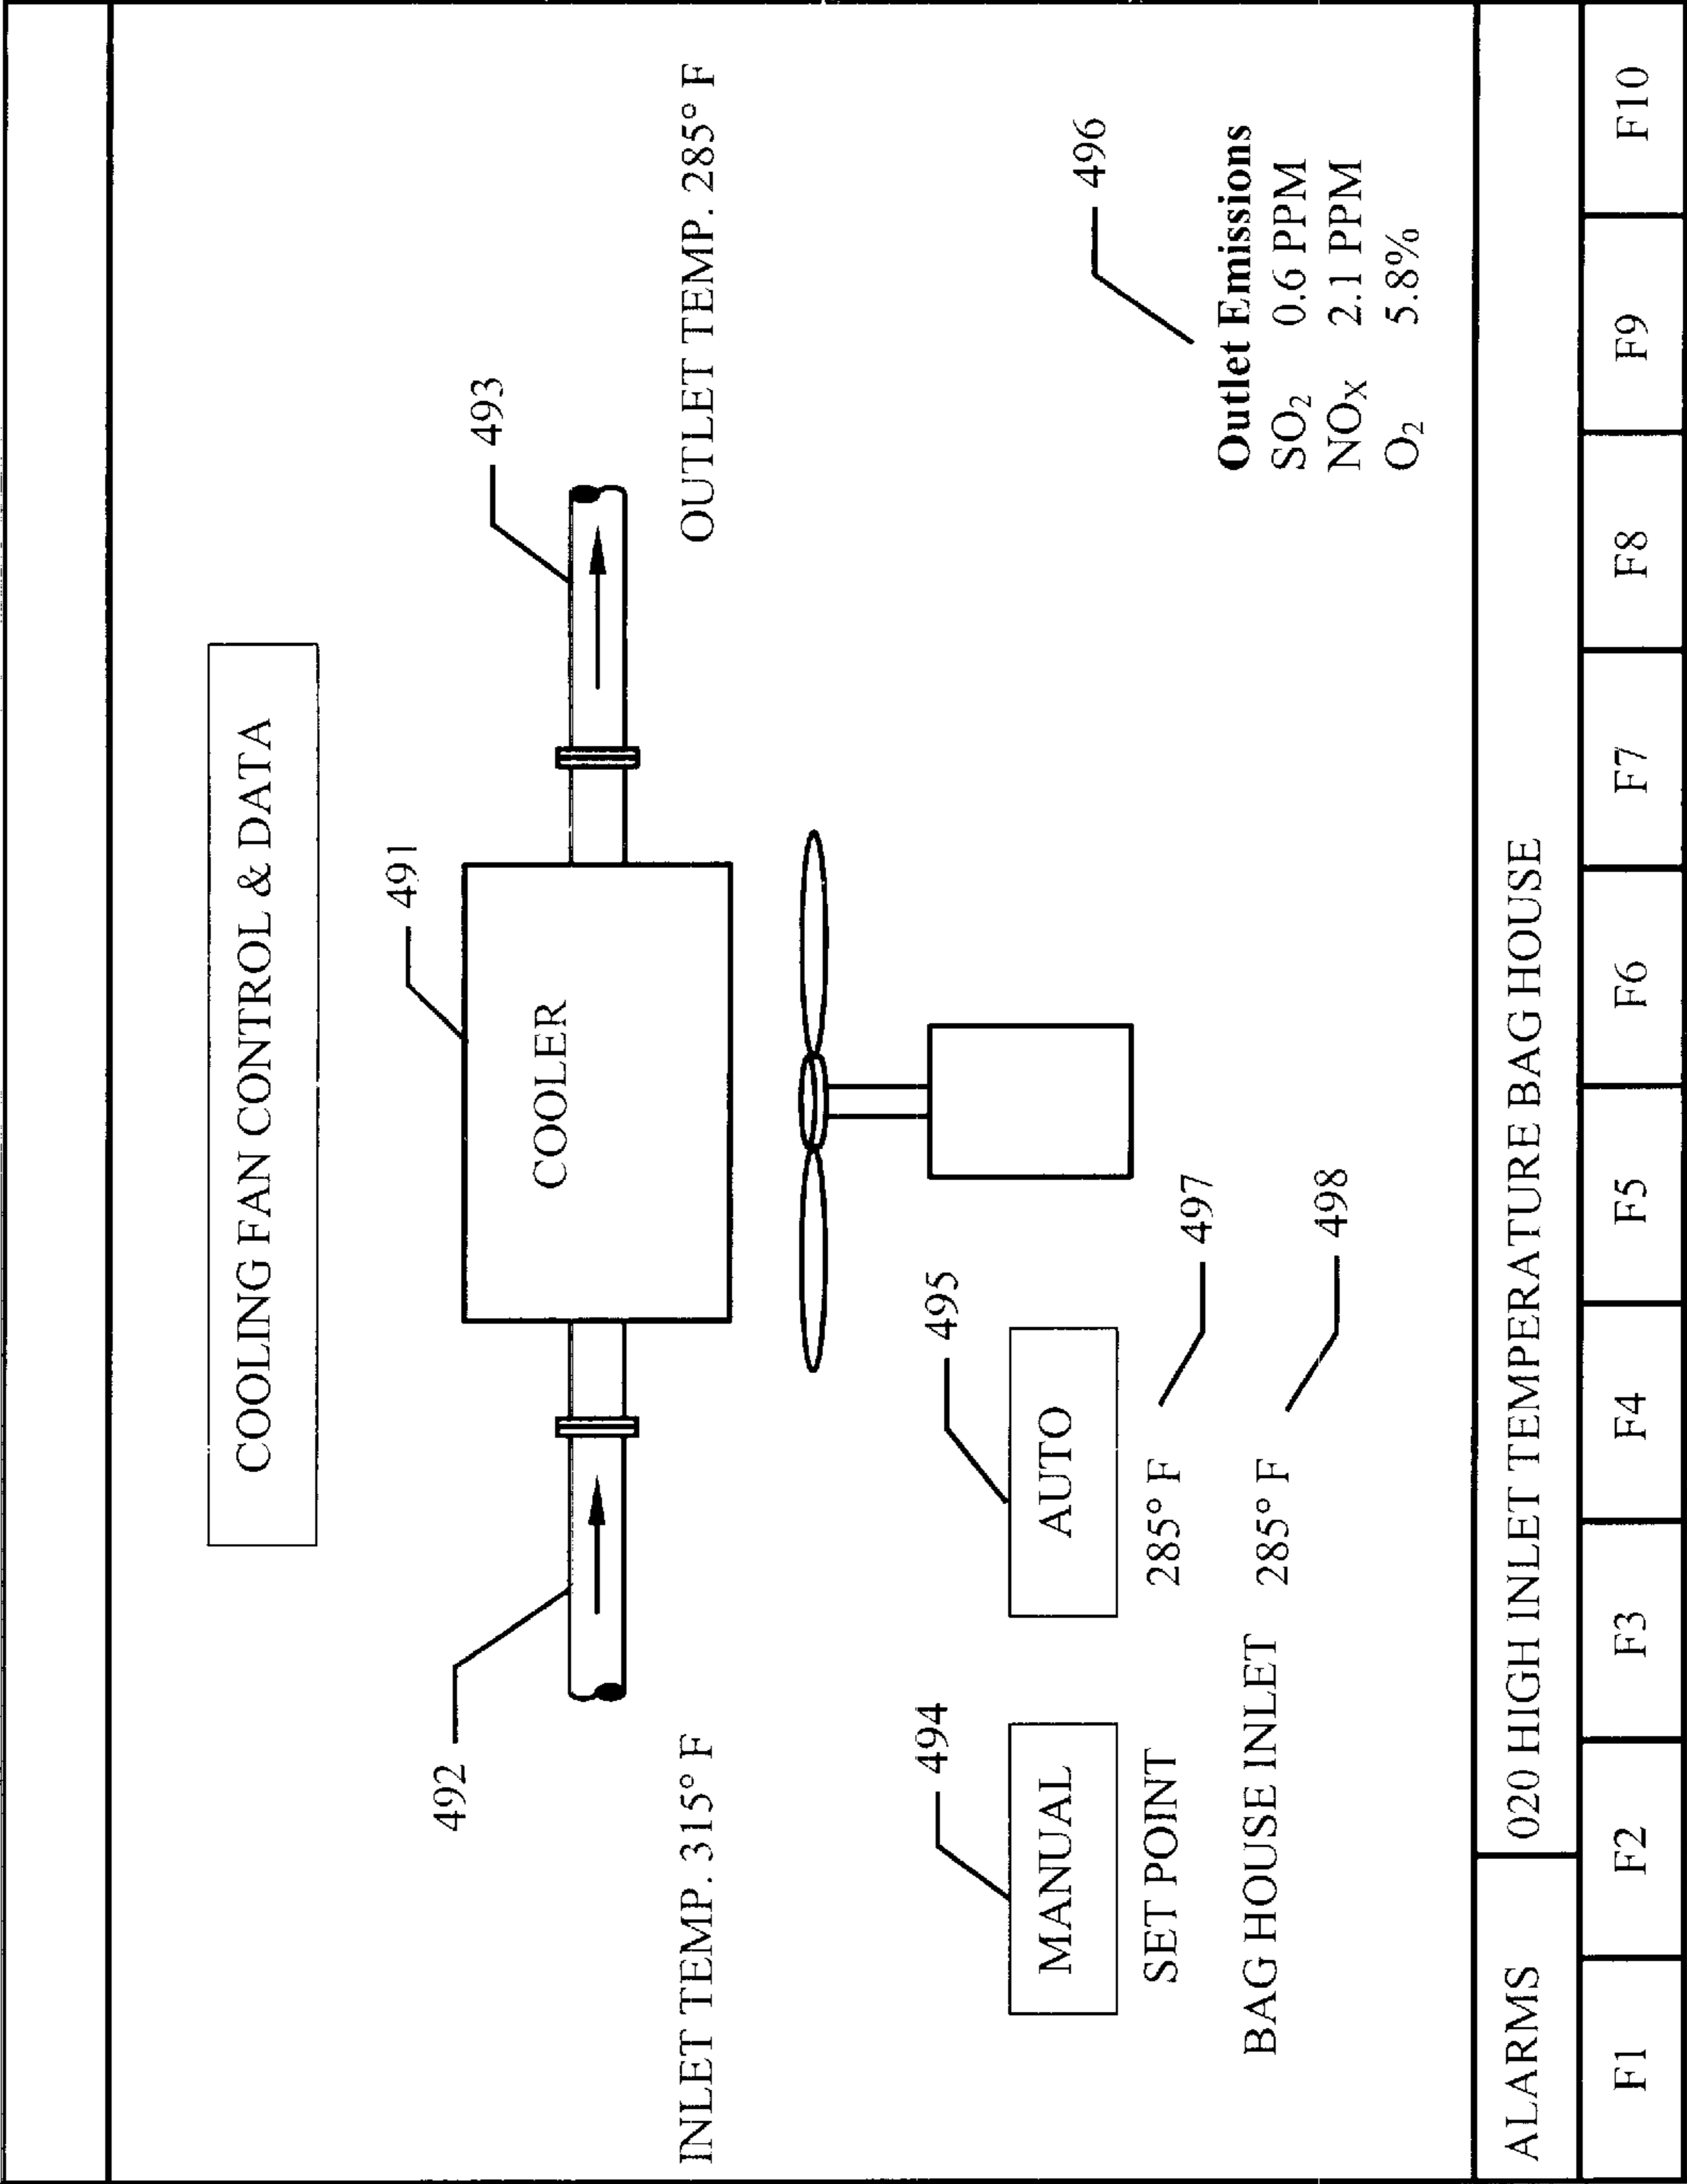 COOLING FAN CONTROL & DATA
491
492
493
COOLER
INLET TEMP. 315° F
OUTLET TEMP. 285° F
494
495
496
MANUAL
AUTO
SET POINT 285° F
497
BAG HOUSE INLET 285° F
498
Outlet Emissions
SO₂ 0.6 PPM
NOₓ 2.1 PPM
O₂ 5.8%
ALARMS 020 HIGH INLET TEMPERATURE BAG HOUSE
F1 F2 F3 F4 F5 F6 F7 F8 F9 F10